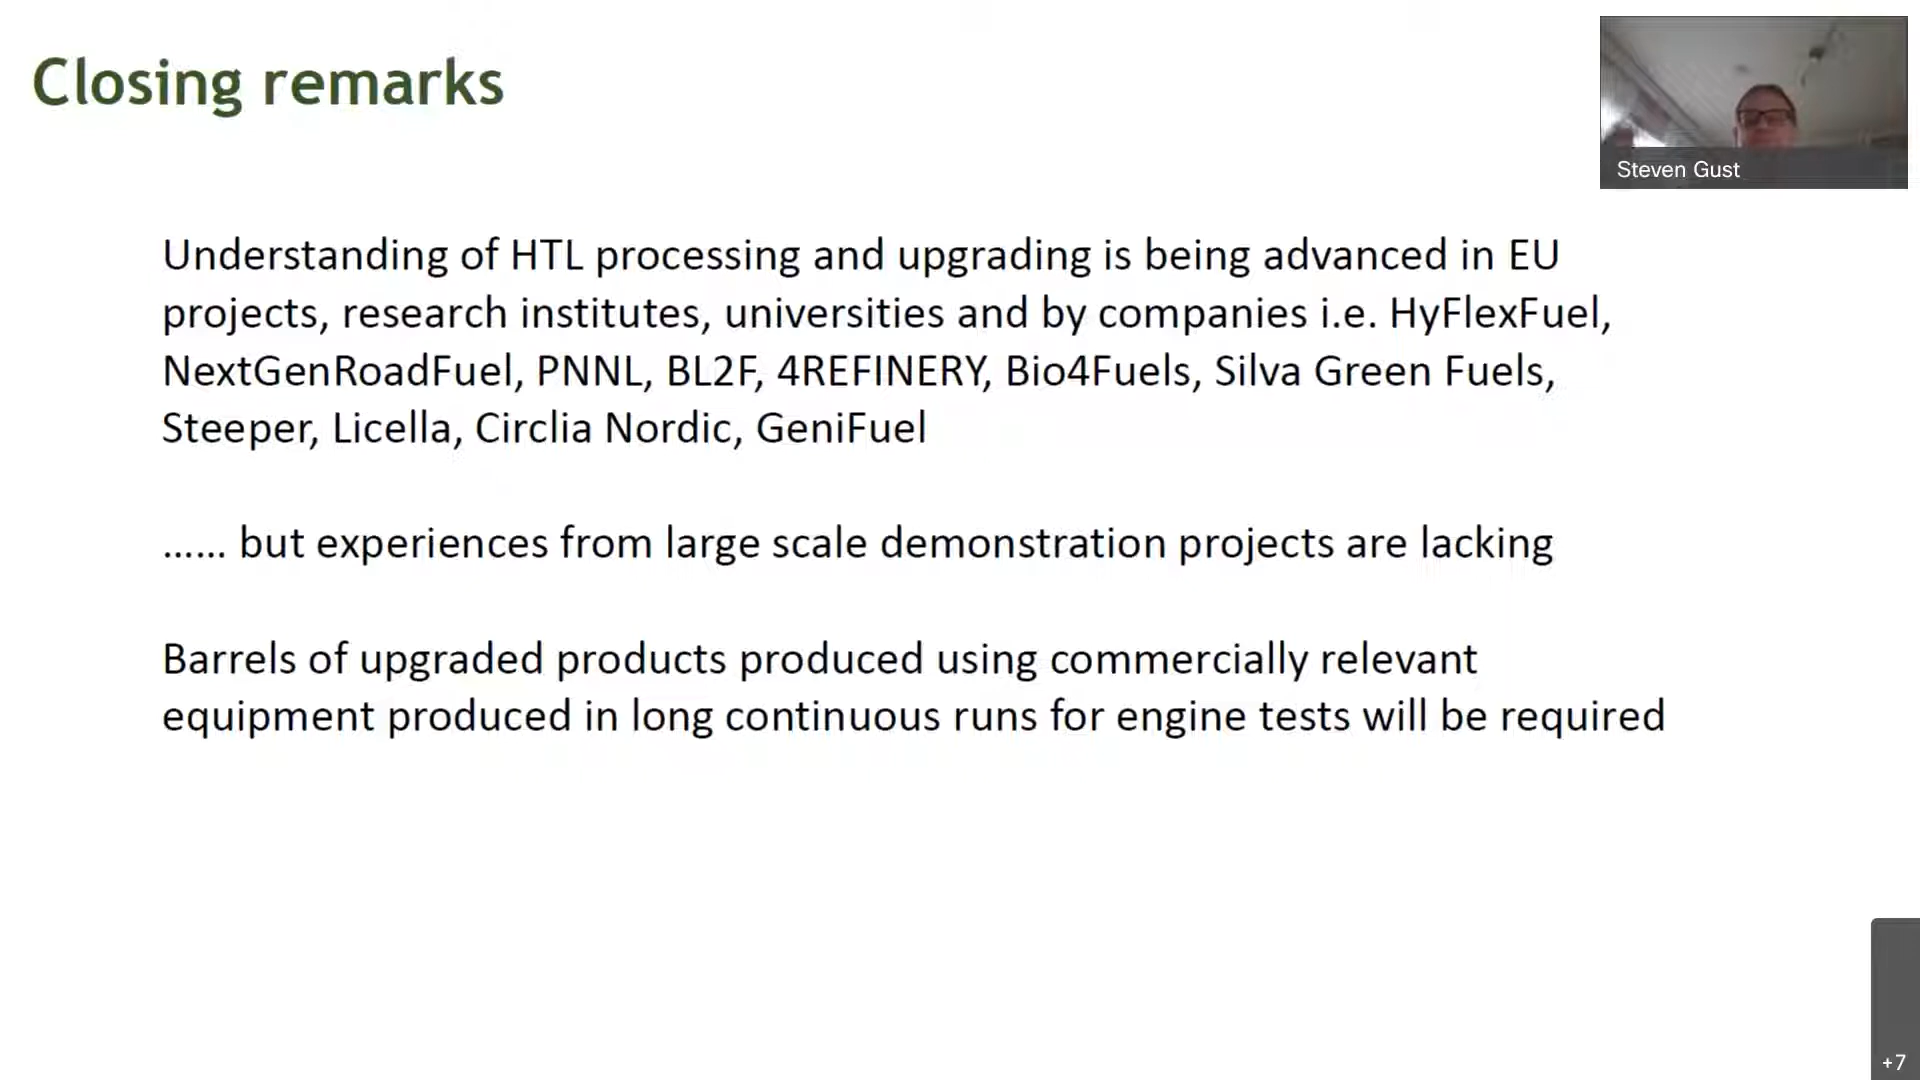 Closing remarks
Steven Gust
Understanding of HTL processing and upgrading is being advanced in EU
projects, research institutes, universities and by companies i.e. HyFlexFuel,
NextGenRoadFuel, PNNL, BL2F, 4REFINERY, Bio4Fuels, Silva Green Fuels,
Steeper, Licella, Circlia Nordic, GeniFuel
...... but experiences from large scale demonstration projects are lacking
Barrels of upgraded products produced using commercially relevant
equipment produced in long continuous runs for engine tests will be required
+7